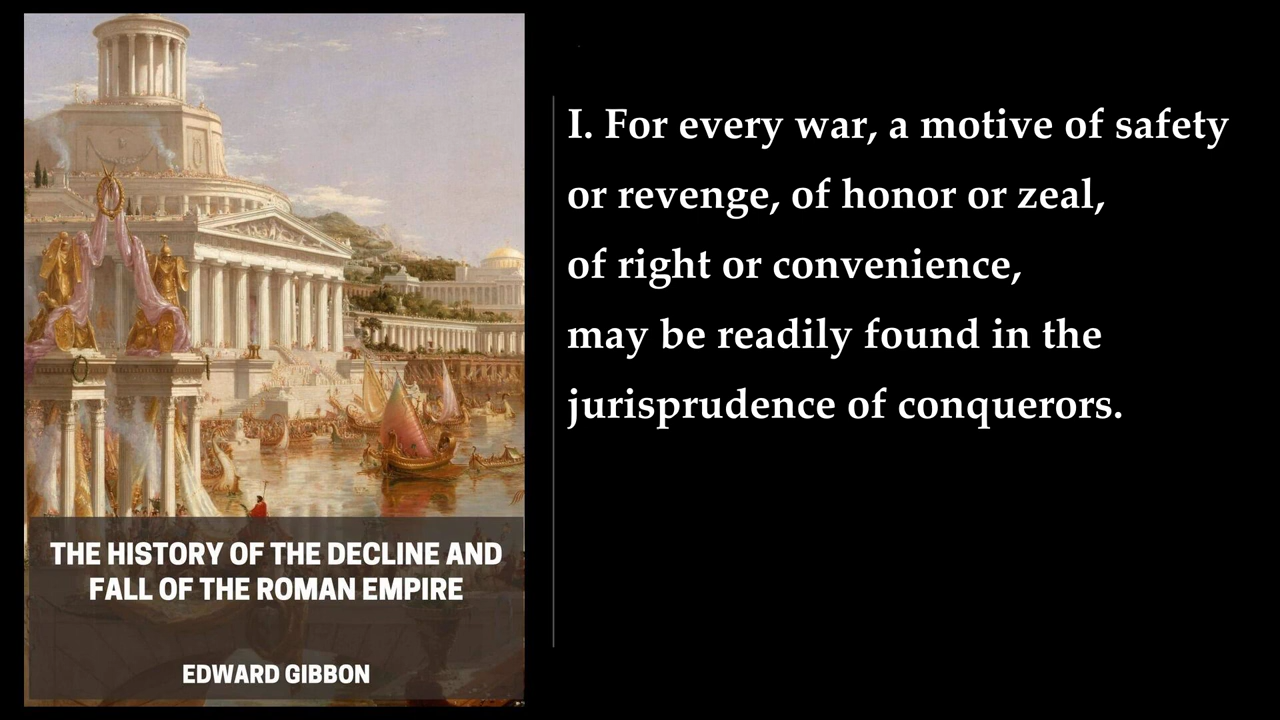 I. For every war, a motive of safety
or revenge, of honor or zeal,
of right or convenience,
may be readily found in the
jurisprudence of conquerors.
THE HISTORY OF THE DECLINE AND
FALL OF THE ROMAN EMPIRE
EDWARD GIBBON